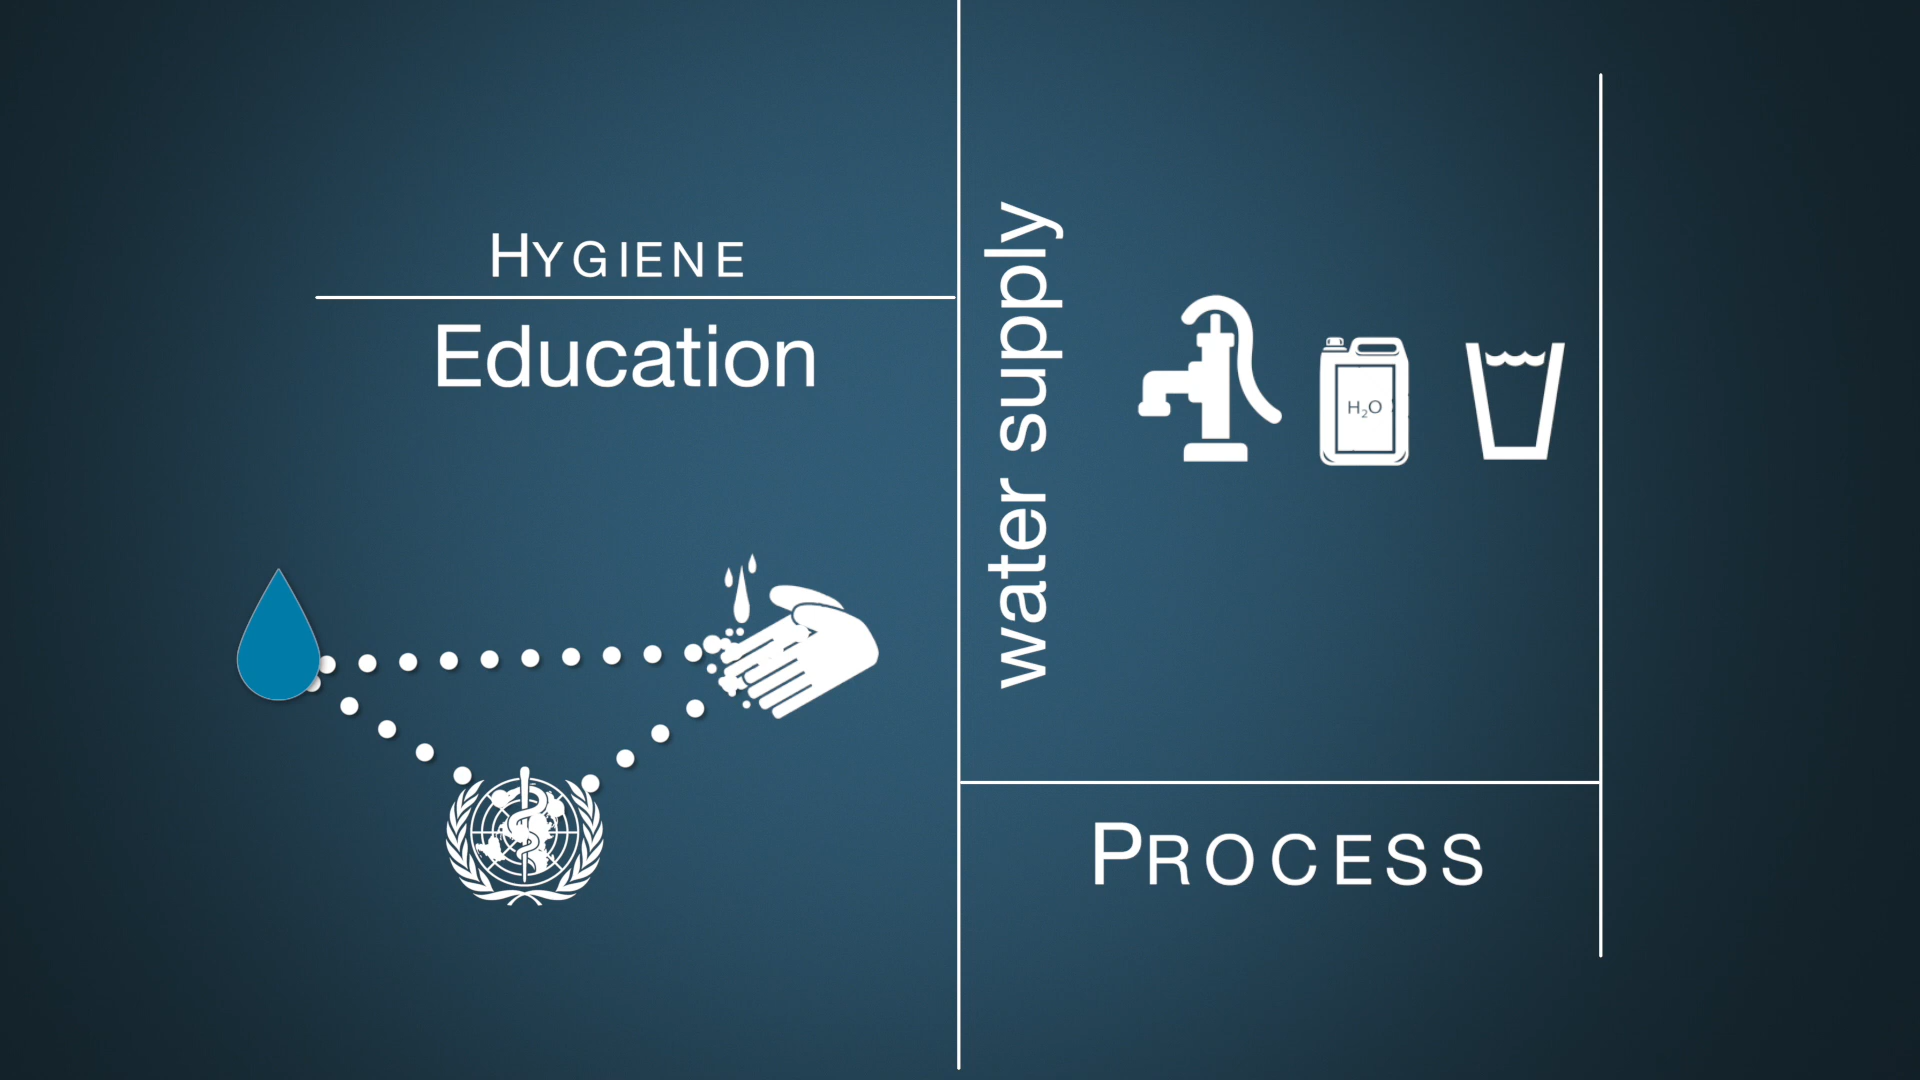 HYGIENE
Education
water supply
H₂O
PROCESS